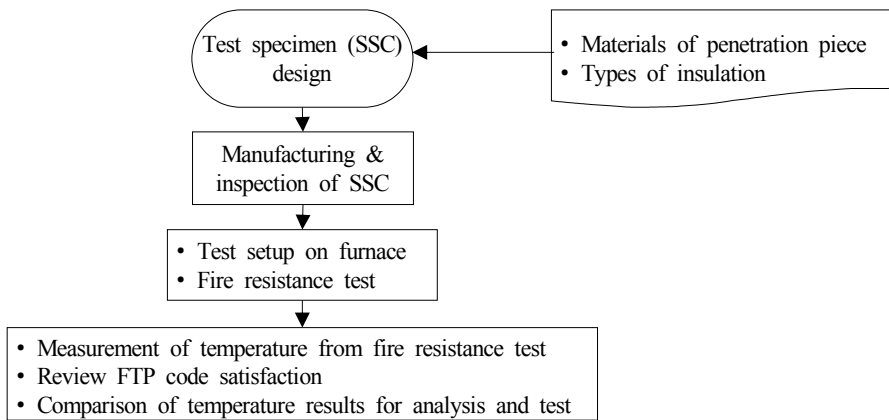 Test specimen (SSC)
design
• Materials of penetration piece
• Types of insulation
Manufacturing &
inspection of SSC
• Test setup on furnace
• Fire resistance test
• Measurement of temperature from fire resistance test
• Review FTP code satisfaction
• Comparison of temperature results for analysis and test